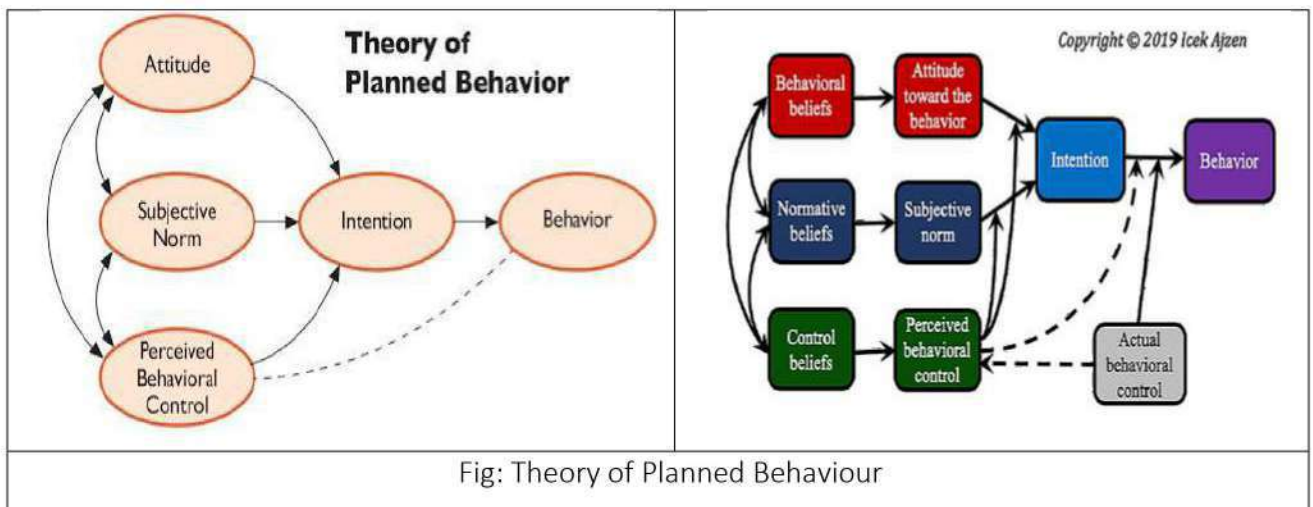 Theory of
Planned Behavior
Attitude
Subjective
Norm
Perceived
Behavioral
Control
Intention
Behavior
Copyright © 2019 Icek Ajzen
Behavioral
beliefs
Attitude
toward the
behavior
Normative
beliefs
Subjective
norm
Control
beliefs
Perceived
behavioral
control
Intention
Behavior
Actual
behavioral
control
Fig: Theory of Planned Behaviour